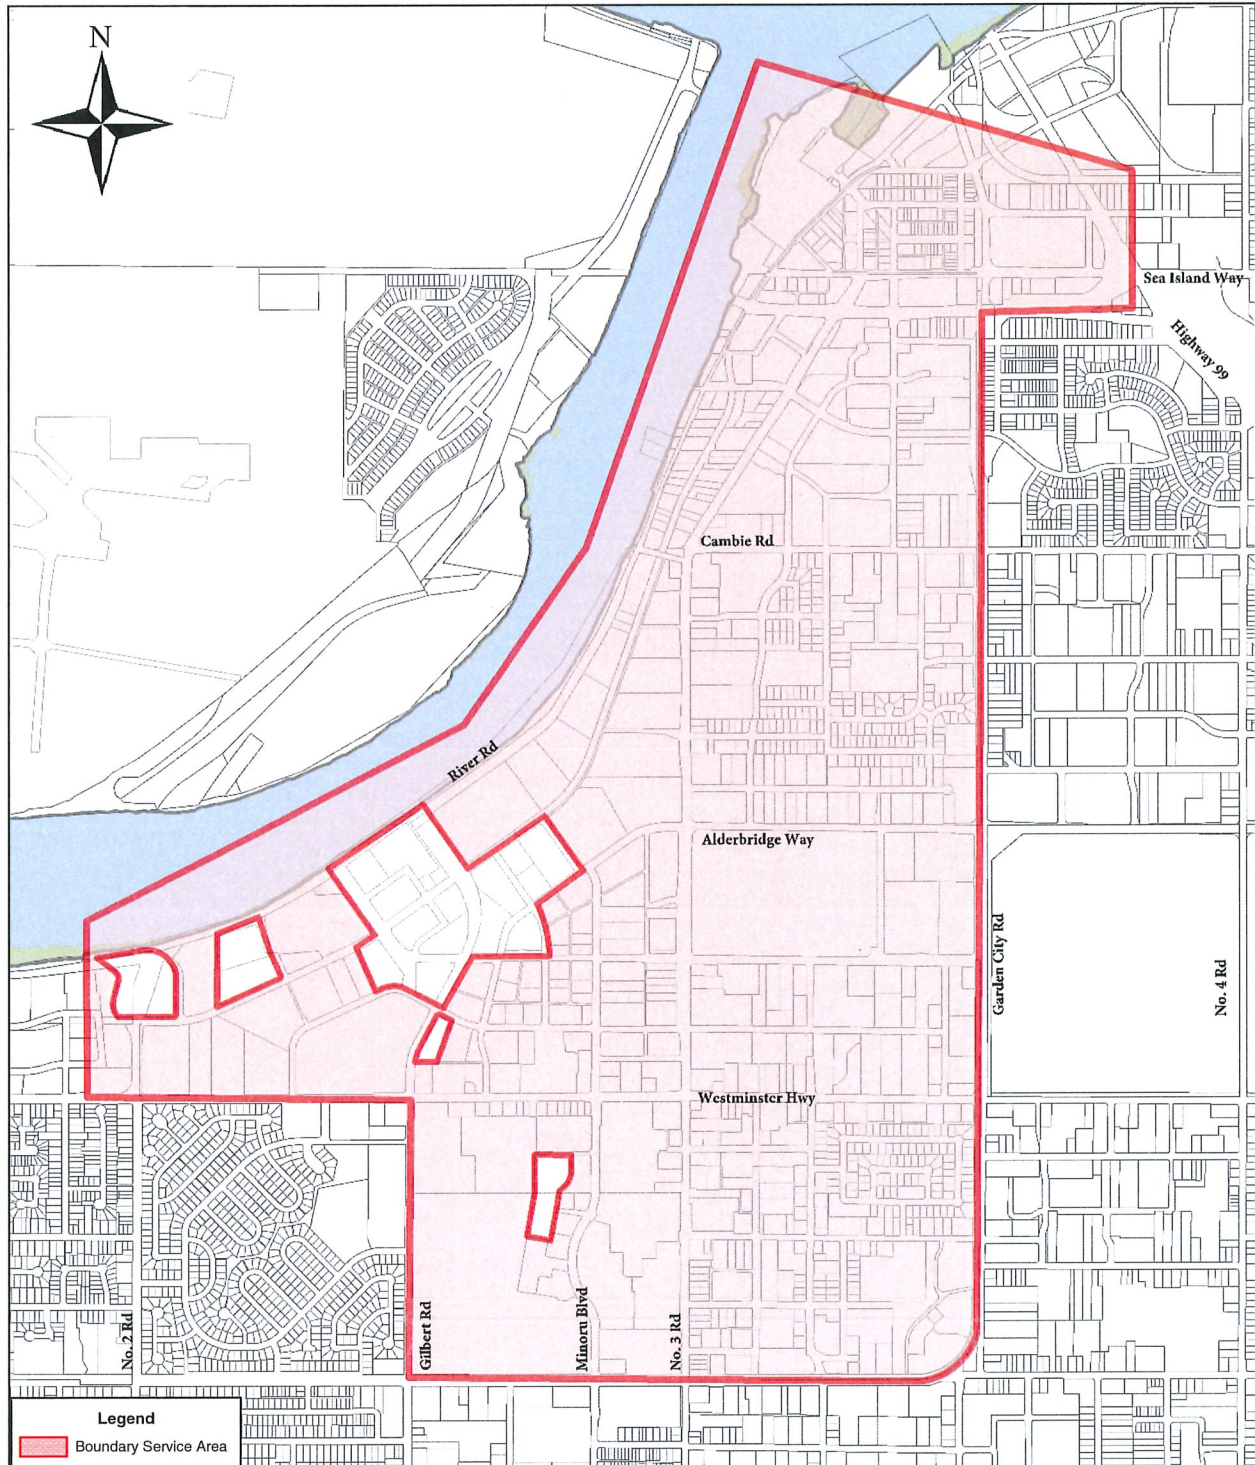 N
Sea Island Way
Highway 99
Cambie Rd
River Rd
Alderbridge Way
Garden City Rd
No. 4 Rd
Westminster Hwy
No. 2 Rd
Gilbert Rd
Minoru Blvd
No. 3 Rd
Legend
Boundary Service Area